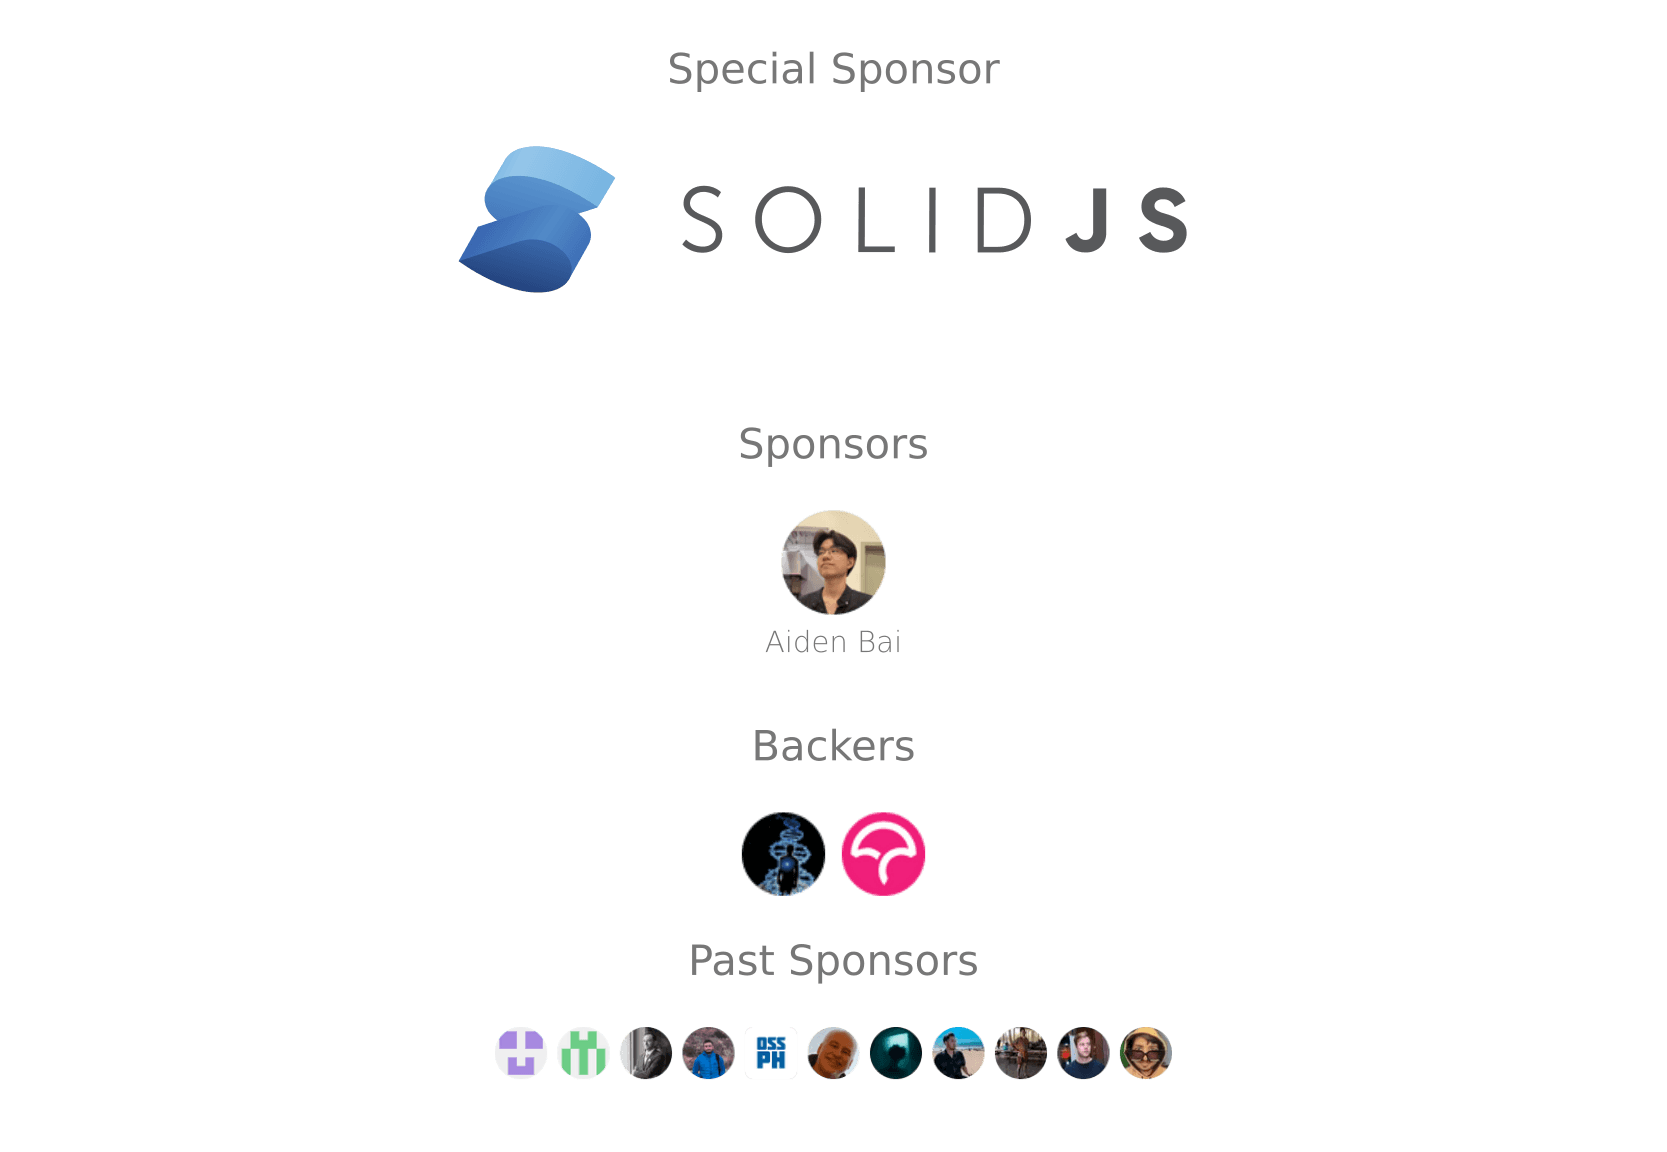 Special Sponsor
SOLIDJS
Sponsors
Aiden Bai
Backers
Past Sponsors
OSS
PH